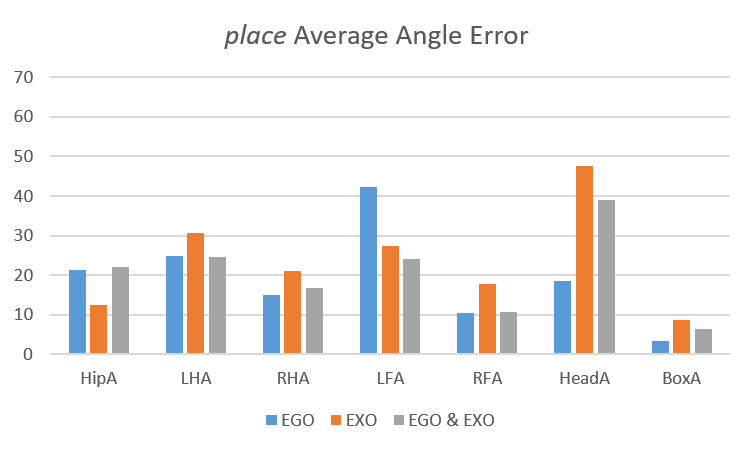 place Average Angle Error
70
60
50
40
30
20
10
0
HipA LHA RHA LFA RFA HeadA BoxA
EGO EXO EGO & EXO